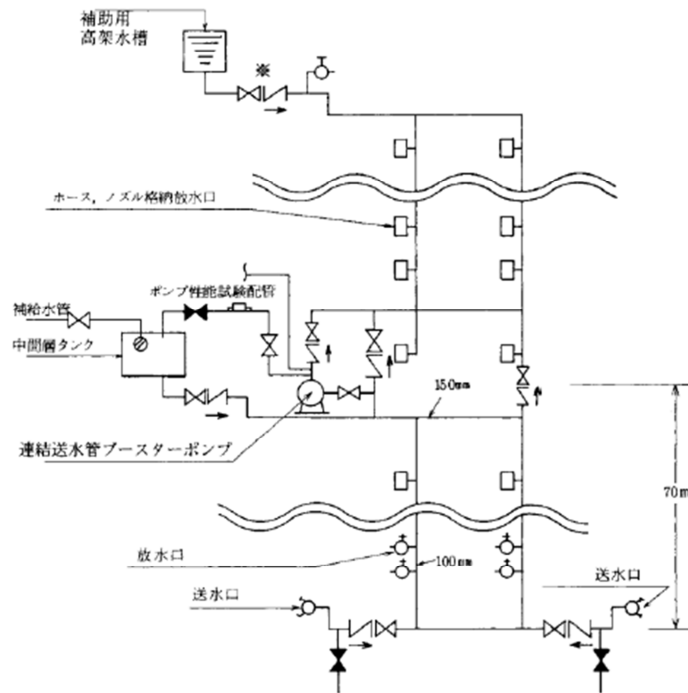 補助用
高架水槽
※
ホース，ノズル格納放水口
ポンプ性能試験配管
補給水管
中間層タンク
150mm
連結送水管ブースターポンプ
70m
放水口
100mm
送水口
送水口